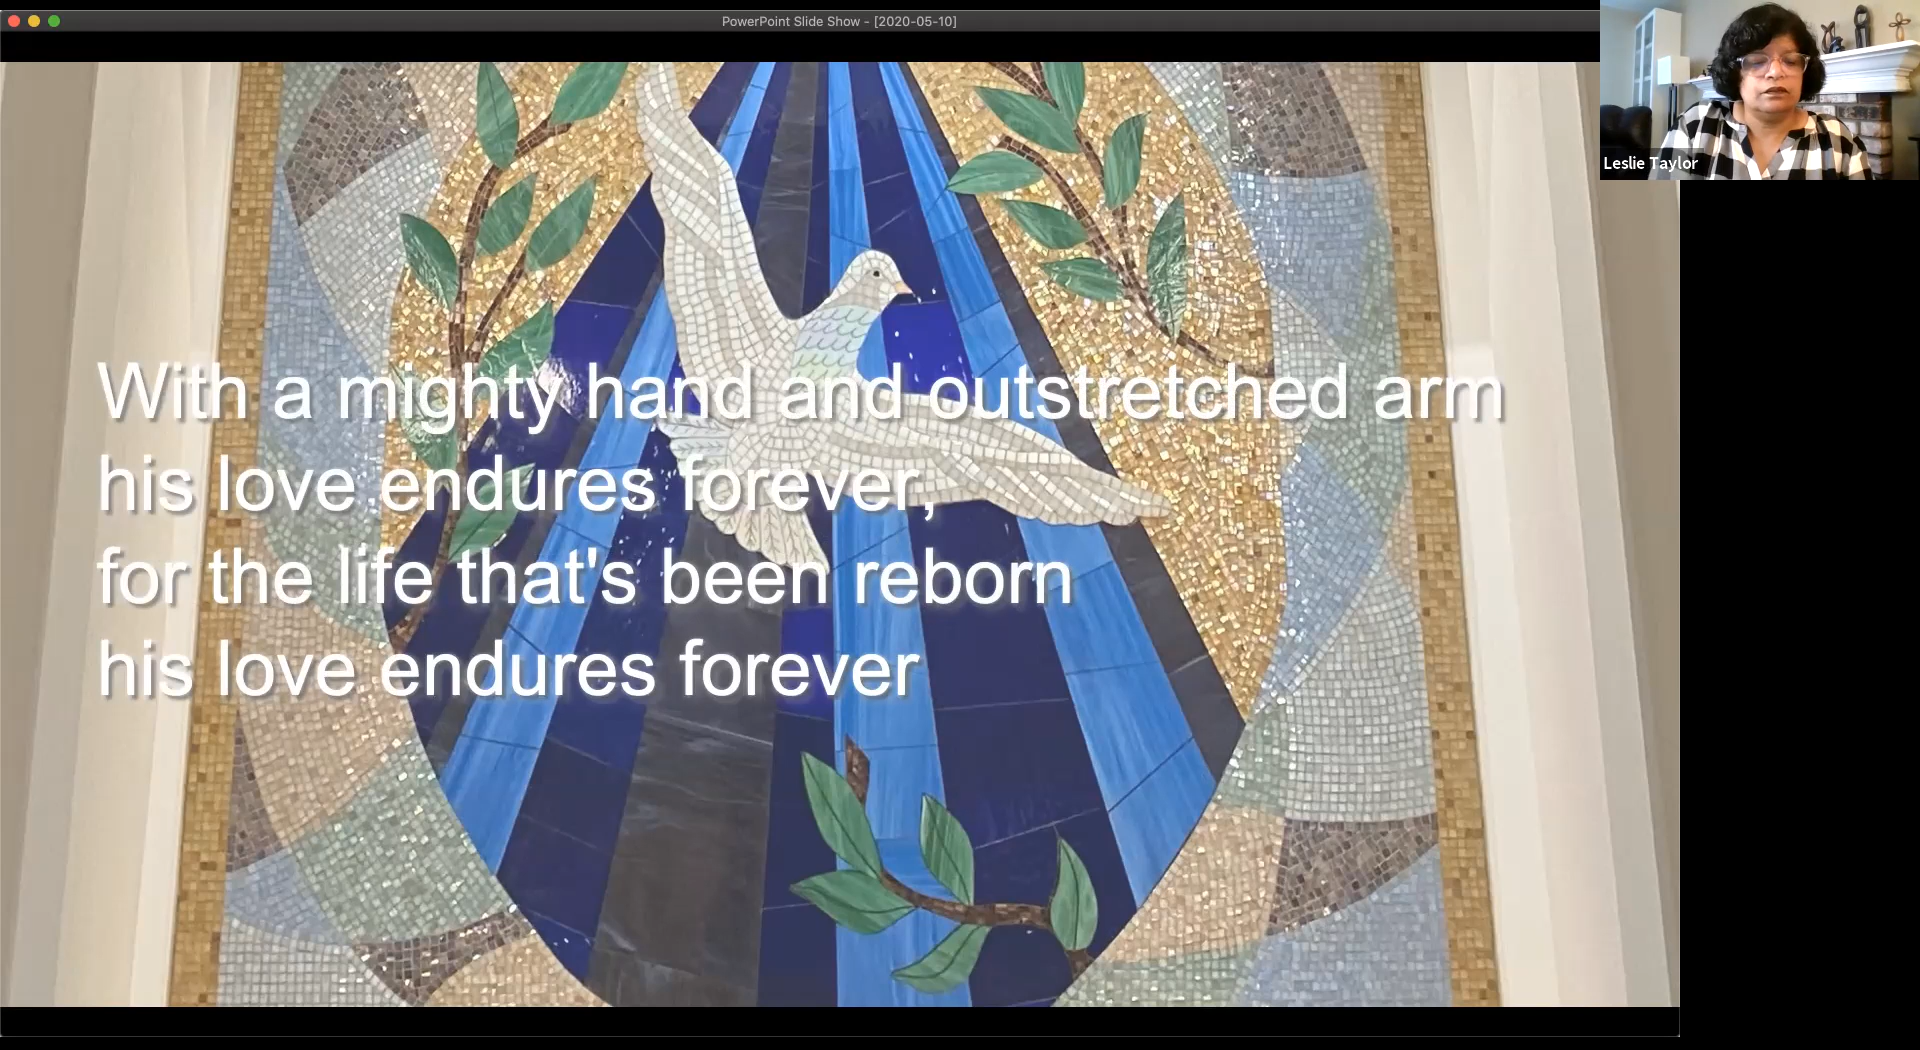 PowerPoint Slide Show - [2020-05-10]
Leslie Taylor
With a mighty hand and outstretched arm
his love endures forever,
for the life that's been reborn
his love endures forever